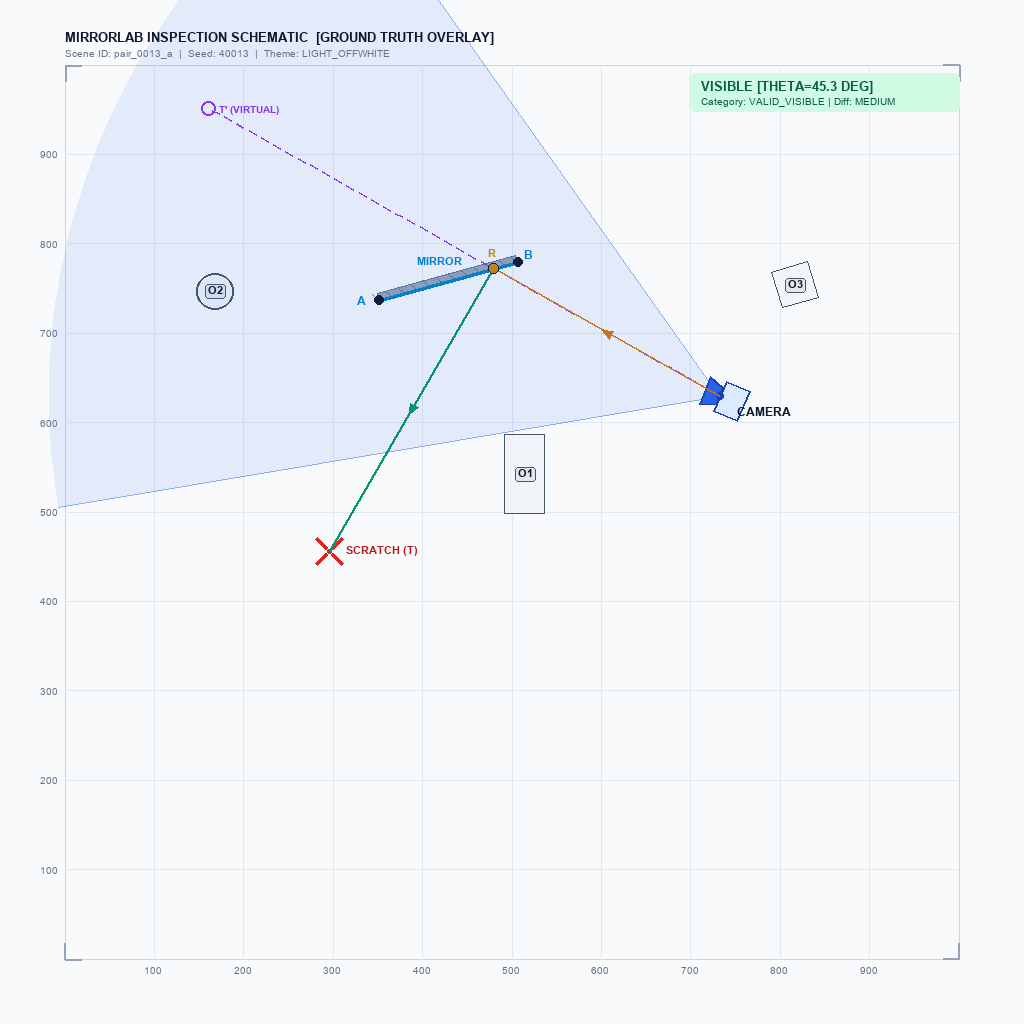 MIRRORLAB INSPECTION SCHEMATIC [GROUND TRUTH OVERLAY]
Scene ID: pair_0013_a | Seed: 40013 | Theme: LIGHT_OFFWHITE
VISIBLE [THETA=45.3 DEG]
Category: VALID_VISIBLE | Diff: MEDIUM
T' (VIRTUAL)
900
800
R
B
MIRROR
A
O2
O3
700
CAMERA
600
O1
500
SCRATCH (T)
400
300
200
100
100 200 300 400 500 600 700 800 900